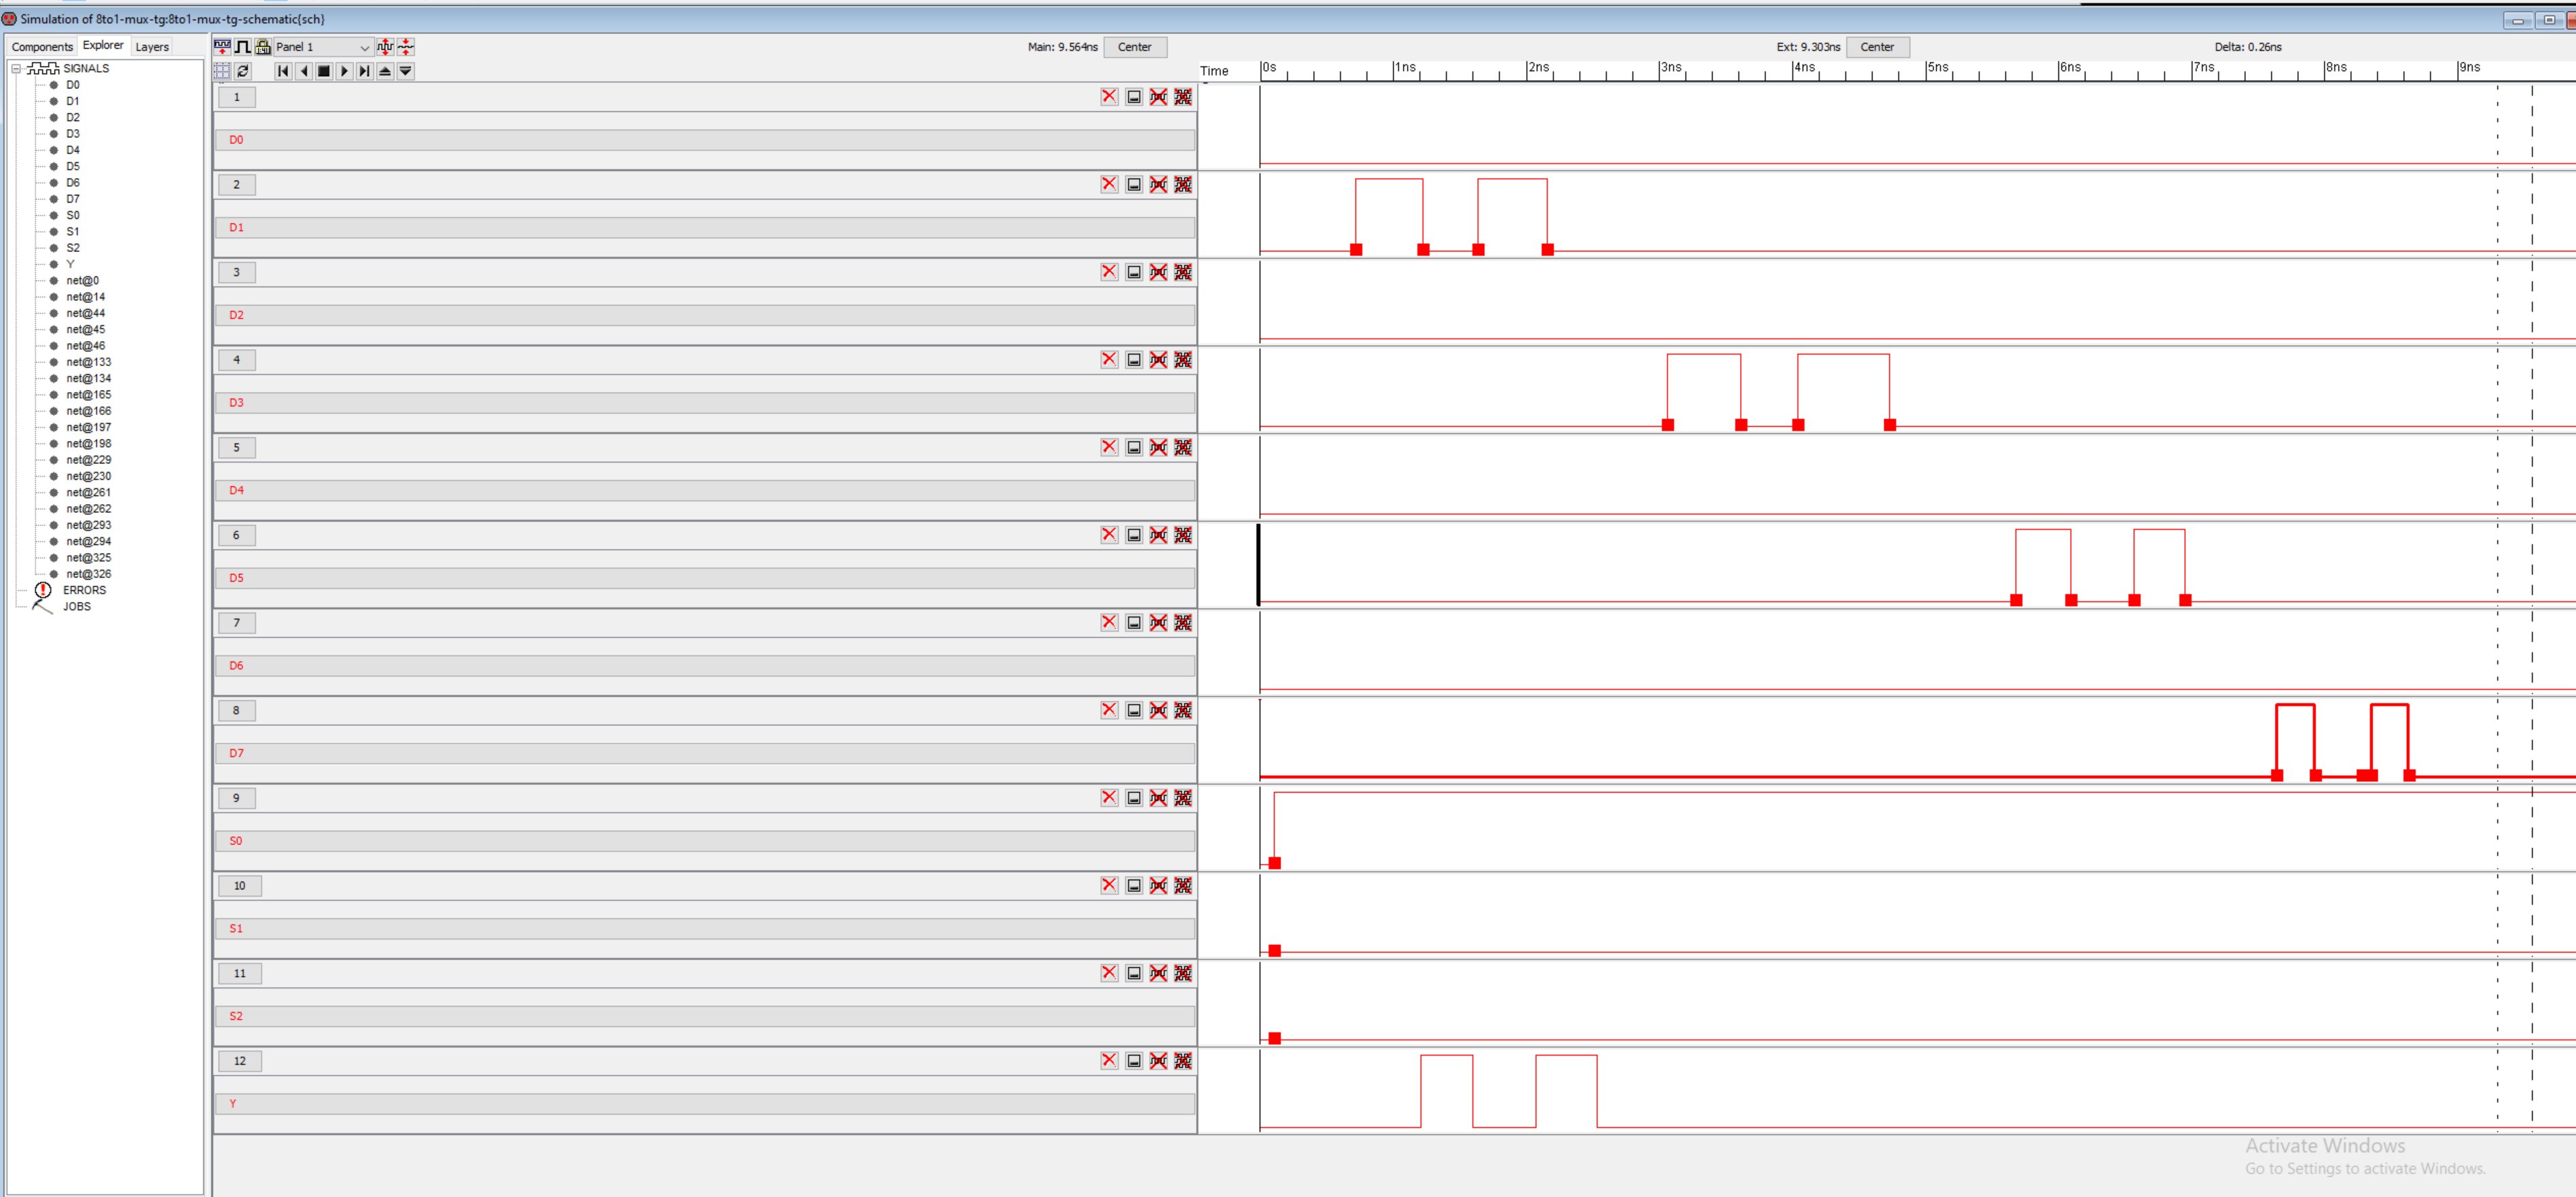 Simulation of 8to1-mux-tg:8to1-mux-tg-schematic{sch}
Components Explorer Layers
SIGNALS
D0
D1
D2
D3
D4
D5
D6
D7
S0
S1
S2
Y
net@0
net@14
net@44
net@45
net@46
net@133
net@134
net@165
net@166
net@197
net@198
net@229
net@230
net@261
net@262
net@293
net@294
net@325
net@326
ERRORS
JOBS
Panel 1
Main: 9.564ns Center Ext: 9.303ns Center Delta: 0.26ns
Time 0s 1ns 2ns 3ns 4ns 5ns 6ns 7ns 8ns 9ns
1
D0
2
D1
3
D2
4
D3
5
D4
6
D5
7
D6
8
D7
9
S0
10
S1
11
S2
12
Y
Activate Windows
Go to Settings to activate Windows.